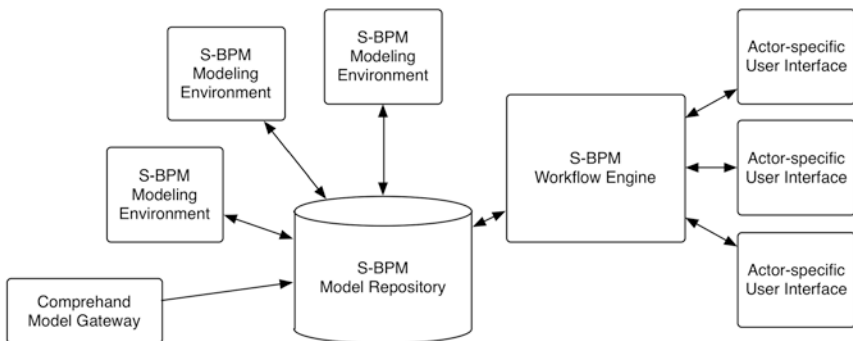 S-BPM
Modeling
Environment
S-BPM
Modeling
Environment
S-BPM
Modeling
Environment
Comprehand
Model Gateway
S-BPM
Model Repository
S-BPM
Workflow Engine
Actor-specific
User Interface
Actor-specific
User Interface
Actor-specific
User Interface